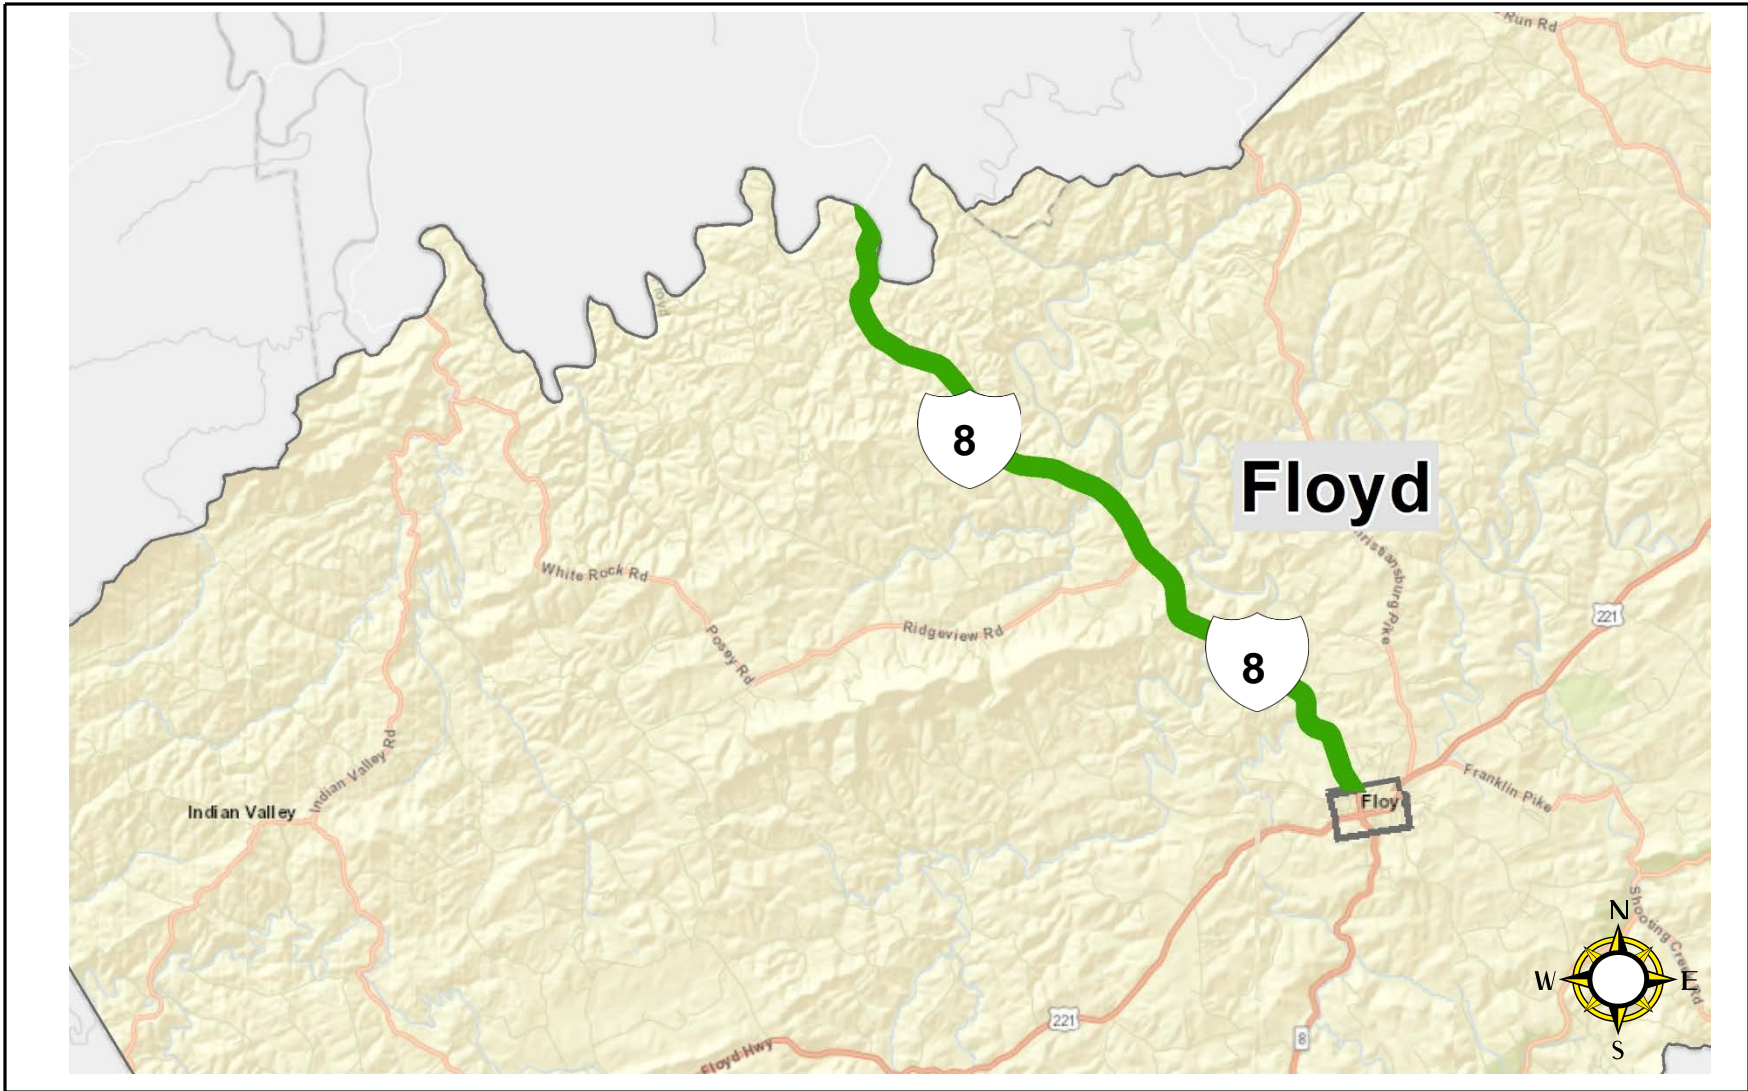 Run Rd
8
Floyd
Christiansburg Pike
White Rock Rd
221
Ridgeview Rd
Posey Rd
8
Indian Valley Rd
Franklin Pike
Floyd
Indian Valley
Shooting Creek Rd
N
W
E
S
221
8
Floyd Hwy